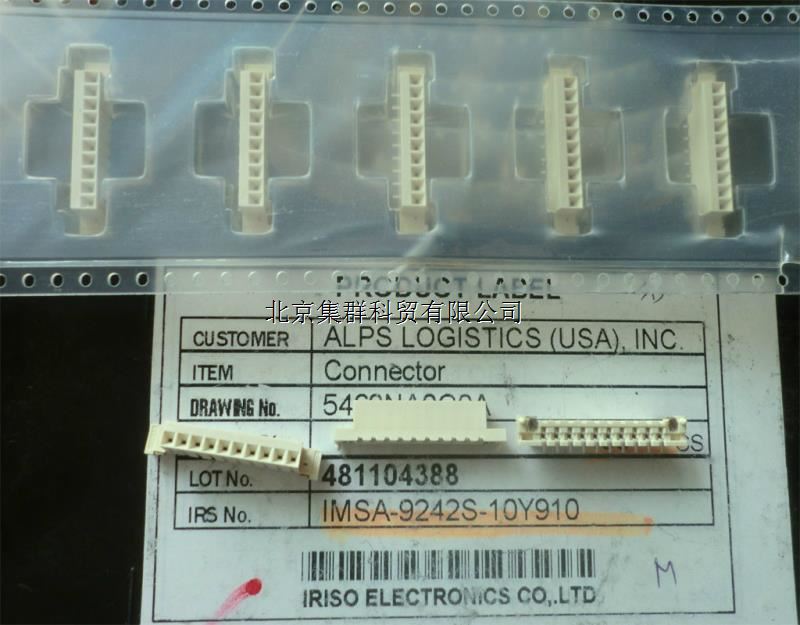 PRODUCT LABEL
北京集群科贸有限公司
CUSTOMER ALPS LOGISTICS (USA), INC.
ITEM Connector
DRAWING No.
LOT No. 481104388
IRS No. IMSA-9242S-10Y910
M
IRISO ELECTRONICS CO,.LTD